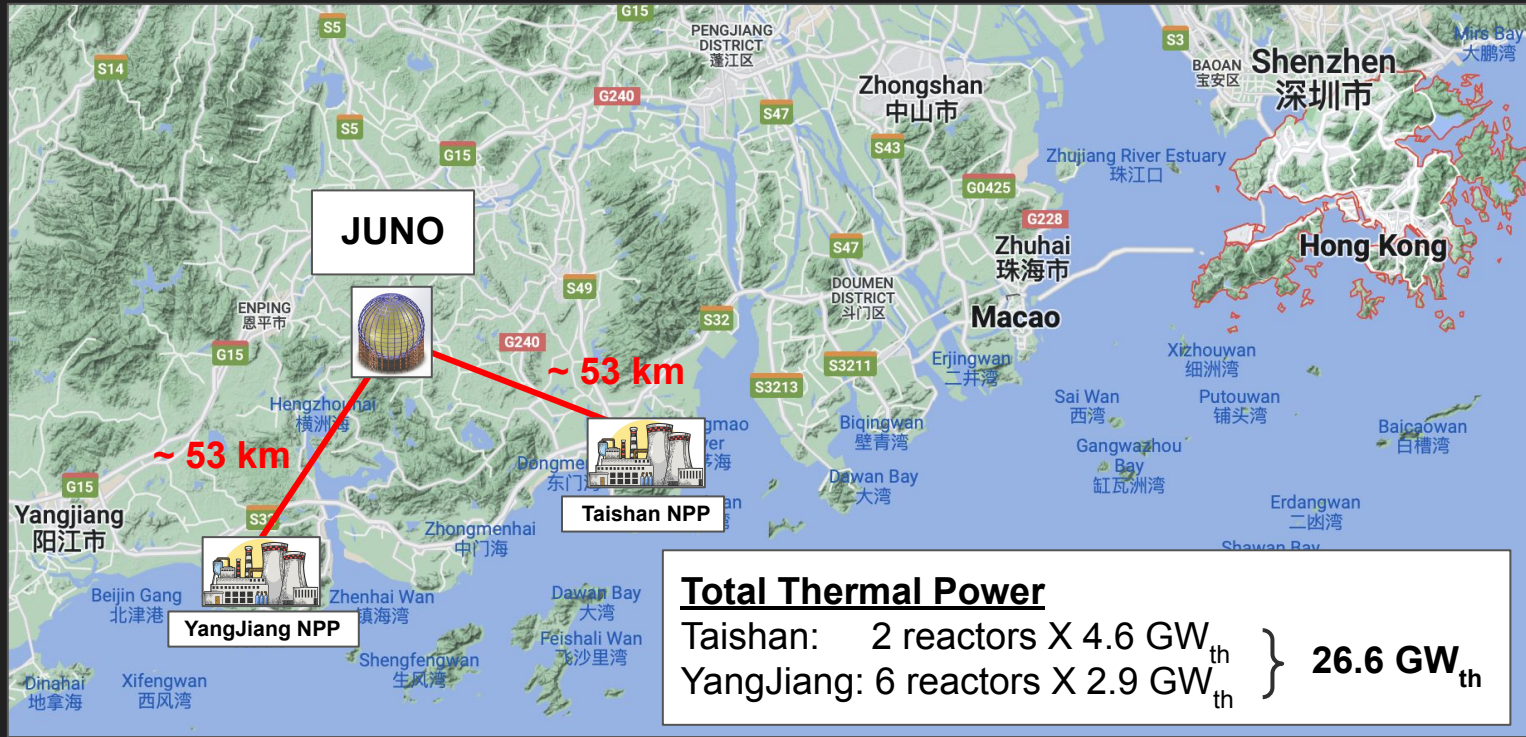 G15
S5
PENGJIANG
DISTRICT
蓬江区
S3
Mirs Bay
大鹏湾
S14
BAOAN
宝安区
Shenzhen
深圳市
Zhongshan
中山市
G240
S5
S47
G15
S43
Zhujiang River Estuary
珠江口
G0425
JUNO
G228
S47
Zhuhai
珠海市
Hong Kong
S49
DOUMEN
DISTRICT
斗门区
ENPING
恩平市
S32
Macao
G240
G15
~ 53 km
S3211
Erjingwan
二井湾
Xizhouwan
细洲湾
S3213
Hengzhouhai
横洲海
Sai Wan
西湾
Putouwan
铺头湾
Biqingwan
壁青湾
Baicaowan
白槽湾
~ 53 km
Gangwazhou
Bay
缸瓦洲湾
东门
Dawan Bay
大湾
G15
Taishan NPP
Yangjiang
阳江市
Zhongmenhai
中门海
Erdangwan
二凼湾
Shawan Bay
Beijin Gang
北津港
Zhenhai Wan
镇海湾
YangJiang NPP
Dawan Bay
大湾
Feishali Wan
飞沙里湾
Shengfengwan
生风湾
Dinahai
地拿海
Xifengwan
西风湾
Total Thermal Power
Taishan: 2 reactors X 4.6 GWth
YangJiang: 6 reactors X 2.9 GWth
} 26.6 GWth